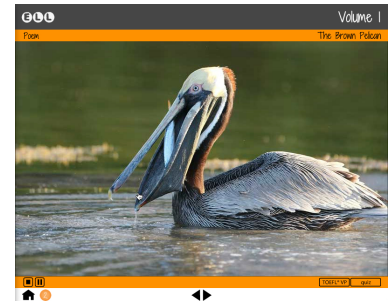 ELL
Volume 1
Poem
The Brown Pelican
TOEFL® VP
quiz